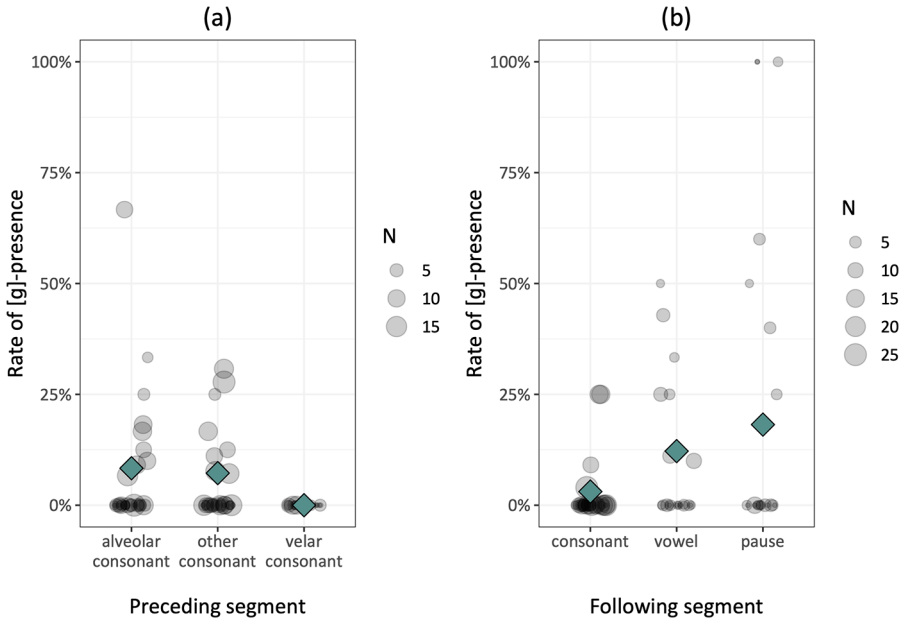 (a)
Rate of [g]-presence
100%
75%
50%
25%
0%
alveolar
consonant
other
consonant
velar
consonant
Preceding segment
N
5
10
15
(b)
Rate of [g]-presence
100%
75%
50%
25%
0%
consonant
vowel
pause
Following segment
N
5
10
15
20
25